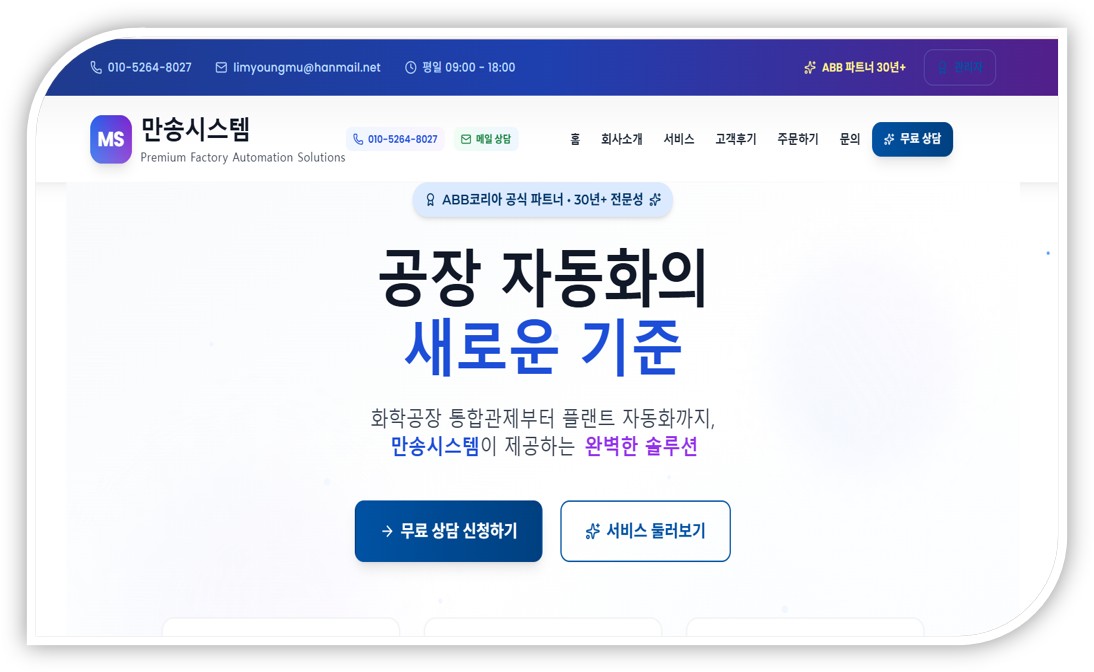 010-5264-8027
limyoungmu@hanmail.net
평일 09:00 - 18:00
ABB 파트너 30년+
관리자
MS
만송시스템
Premium Factory Automation Solutions
010-5264-8027
메일 상담
홈
회사소개
서비스
고객후기
주문하기
문의
무료 상담
ABB코리아 공식 파트너 • 30년+ 전문성
공장 자동화의
새로운 기준
화학공장 통합관제부터 플랜트 자동화까지,
만송시스템이 제공하는 완벽한 솔루션
무료 상담 신청하기
서비스 둘러보기